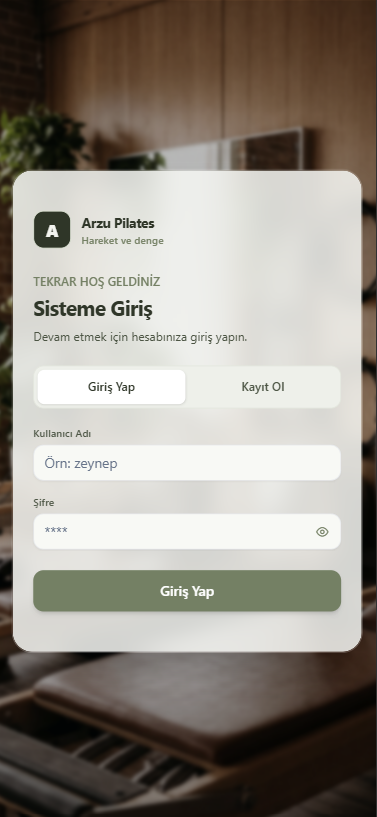 A
Arzu Pilates
Hareket ve denge
TEKRAR HOŞ GELDİNİZ
Sisteme Giriş
Devam etmek için hesabınıza giriş yapın.
Giriş Yap
Kayıt Ol
Kullanıcı Adı
Örn: zeynep
Şifre
****
Giriş Yap